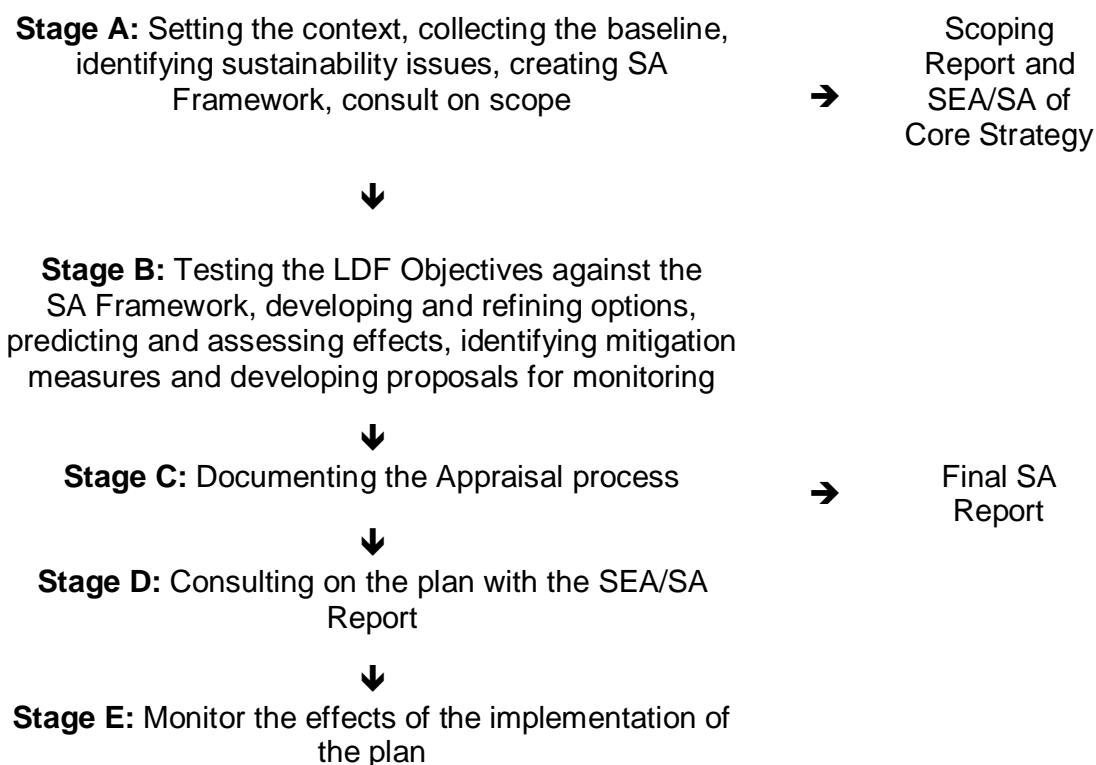 Stage A: Setting the context, collecting the baseline,
identifying sustainability issues, creating SA
Framework, consult on scope
➔
Scoping
Report and
SEA/SA of
Core Strategy
🡻
Stage B: Testing the LDF Objectives against the
SA Framework, developing and refining options,
predicting and assessing effects, identifying mitigation
measures and developing proposals for monitoring
🡻
Stage C: Documenting the Appraisal process
➔
Final SA
Report
🡻
Stage D: Consulting on the plan with the SEA/SA
Report
🡻
Stage E: Monitor the effects of the implementation of
the plan